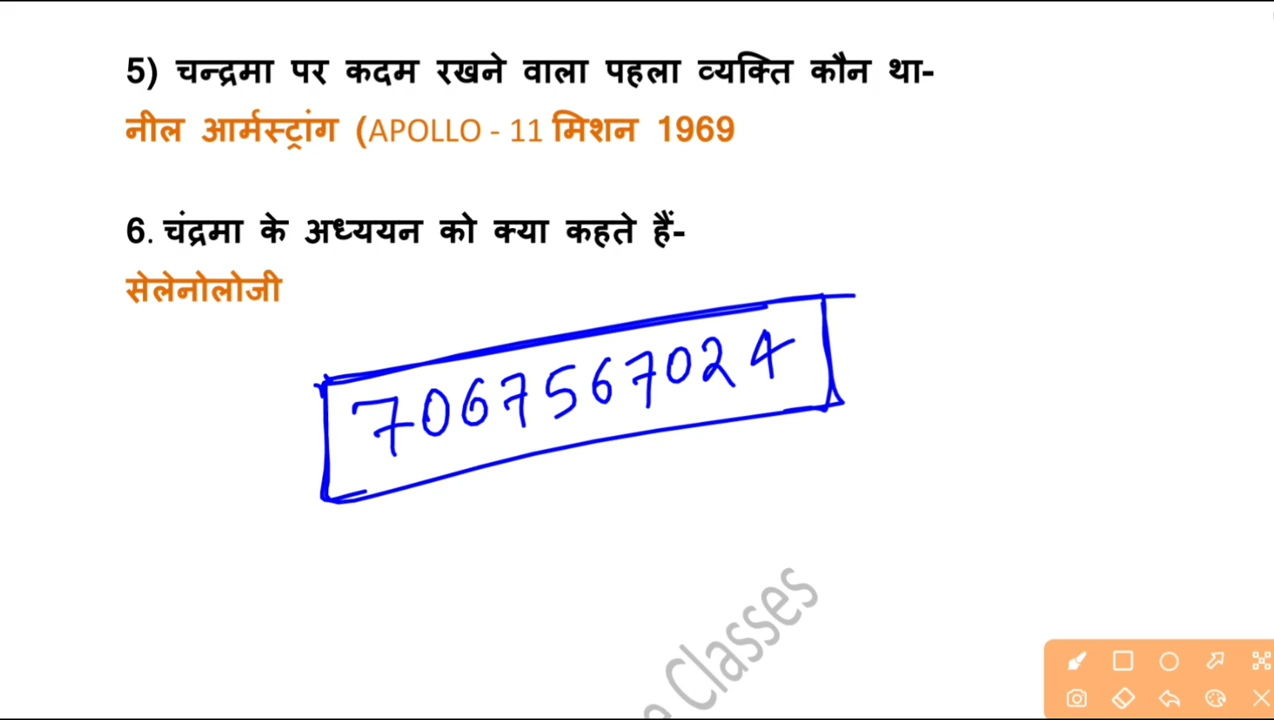 5) चन्द्रमा पर कदम रखने वाला पहला व्यक्ति कौन था-
नील आर्मस्ट्रांग (APOLLO - 11 मिशन 1969
6. चंद्रमा के अध्ययन को क्या कहते हैं-
सेलेनोलोजी
7067567024
Classes